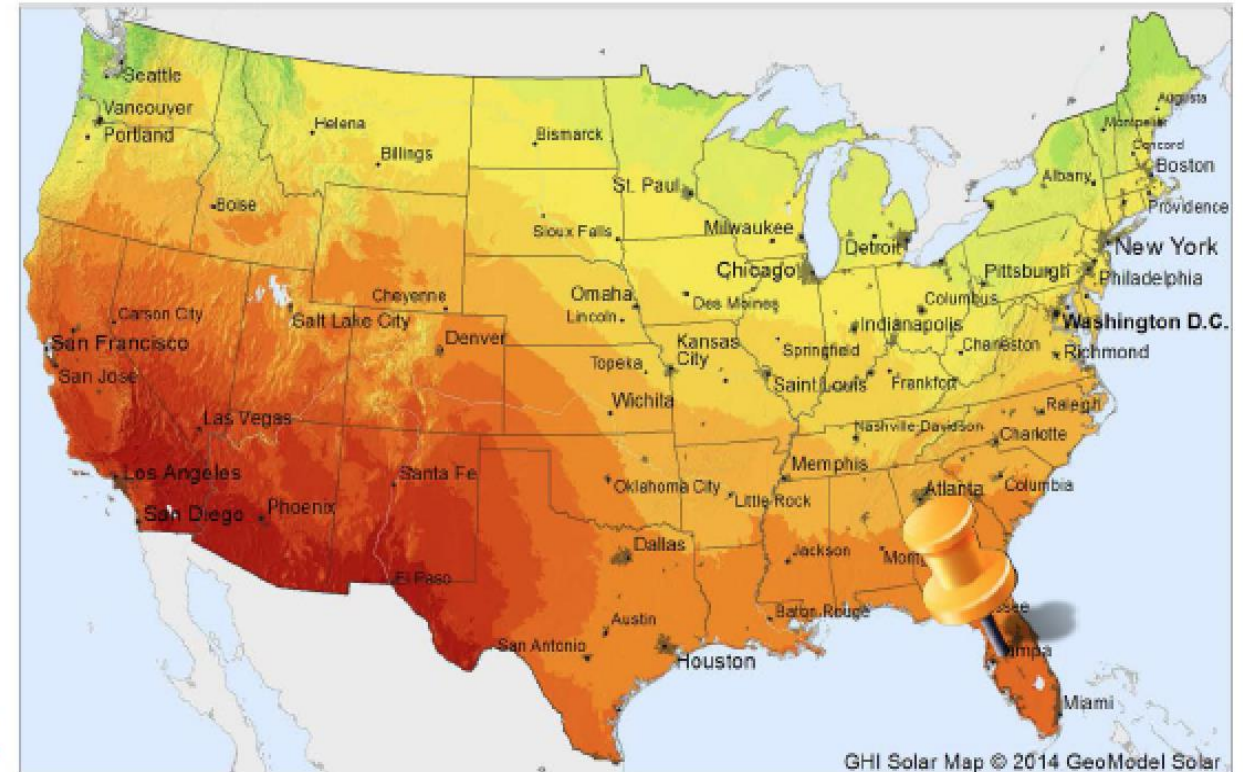 Seattle
Vancouver
Portland
Helena
Billings
Bismarck
Boise
St. Paul
Sioux Falls
Milwaukee
Detroit
Chicago
Augusta
Montpelier
Concord
Boston
Albany
Providence
New York
Pittsburgh
Philadelphia
Cheyenne
Omaha
Des Moines
Lincoln
Columbus
Carson City
Salt Lake City
Indianapolis
Washington D.C.
San Francisco
Denver
Kansas
City
Springfield
Charleston
Richmond
Topeka
San Jose
Saint Louis
Frankfort
Wichita
Raleigh
Las Vegas
Nashville-Davidson
Charlotte
Los Angeles
Santa Fe
Memphis
Oklahoma City
Little Rock
Atlanta
Columbia
San Diego
Phoenix
Dallas
Jackson
Mong
El Paso
Austin
Baton Rouge
ssee
San Antonio
Houston
ampa
Miami
GHI Solar Map © 2014 GeoModel Solar